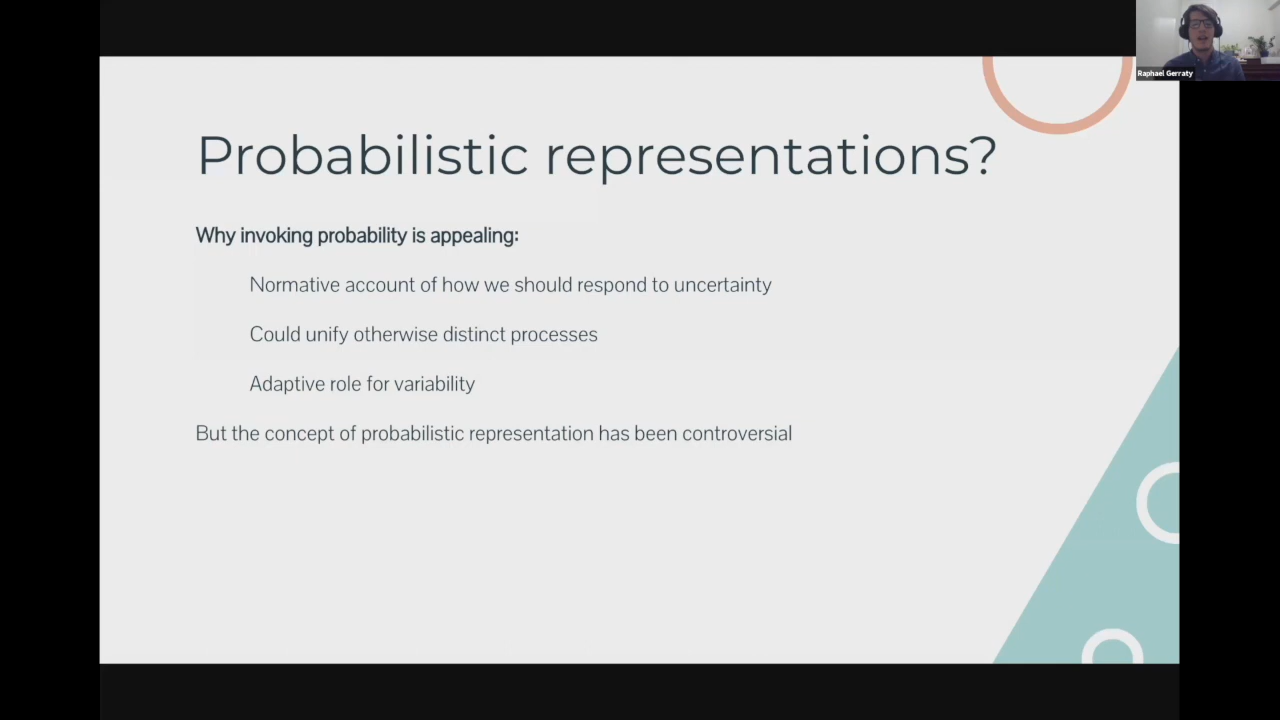 Raphael Gerraty
Probabilistic representations?
Why invoking probability is appealing:
Normative account of how we should respond to uncertainty
Could unify otherwise distinct processes
Adaptive role for variability
But the concept of probabilistic representation has been controversial